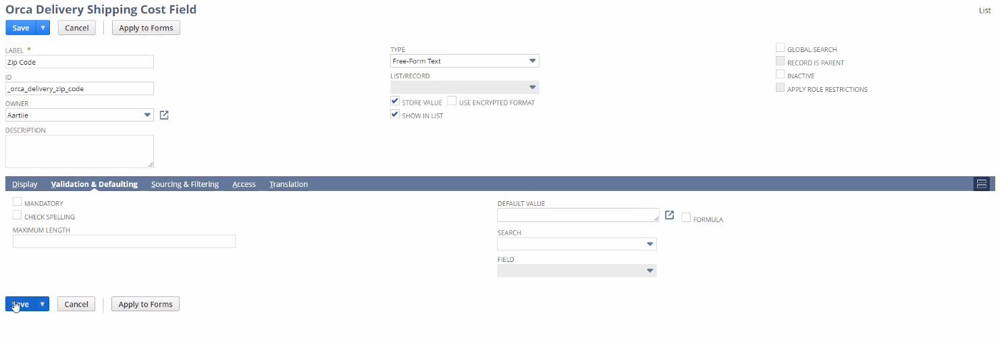 Orca Delivery Shipping Cost Field
List
Save
Cancel
Apply to Forms
LABEL *
Zip Code
ID
_orca_delivery_zip_code
OWNER
Aartiie
DESCRIPTION
TYPE
Free-Form Text
LIST/RECORD
STORE VALUE
USE ENCRYPTED FORMAT
SHOW IN LIST
GLOBAL SEARCH
RECORD IS PARENT
INACTIVE
APPLY ROLE RESTRICTIONS
Display Validation & Defaulting Sourcing & Filtering Access Translation
MANDATORY
CHECK SPELLING
MAXIMUM LENGTH
DEFAULT VALUE
FORMULA
SEARCH
FIELD
Save
Cancel
Apply to Forms